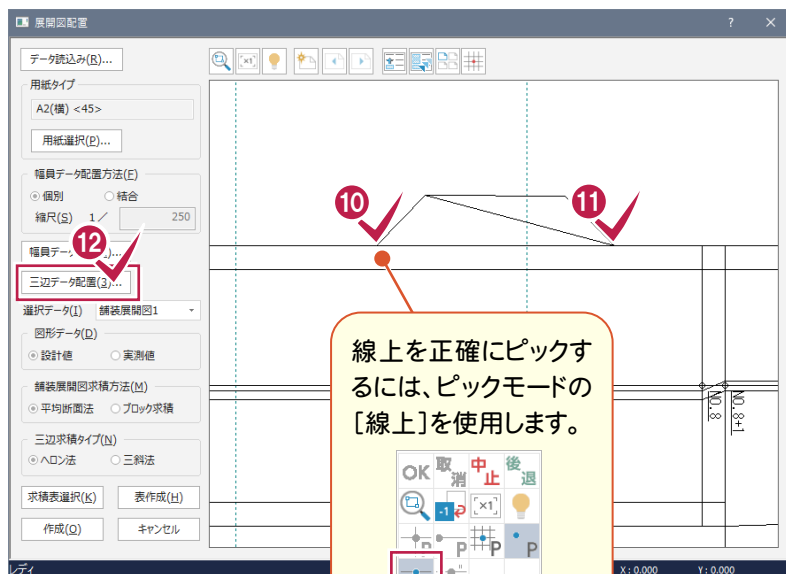 展開図配置
? ×
データ読込み(R)...
用紙タイプ
A2(横) <45>
用紙選択(P)...
幅員データ配置方法(F)
個別 結合
縮尺(S) 1／ 250
幅員データ
12
三辺データ配置(3)...
選択データ(I) 舗装展開図1
図形データ(D)
設計値 実測値
舗装展開図求積方法(M)
平均断面法 ブロック求積
三辺求積タイプ(N)
ヘロン法 三斜法
求積表選択(K) 表作成(H)
作成(O) キャンセル
×1
10
11
線上を正確にピックす
るには、ピックモードの
［線上］を使用します。
OK 取消 中止 後退
-1 ×1
P P P P
NO.8
NO.8+1
レディ
X : 0.000 Y : 0.000